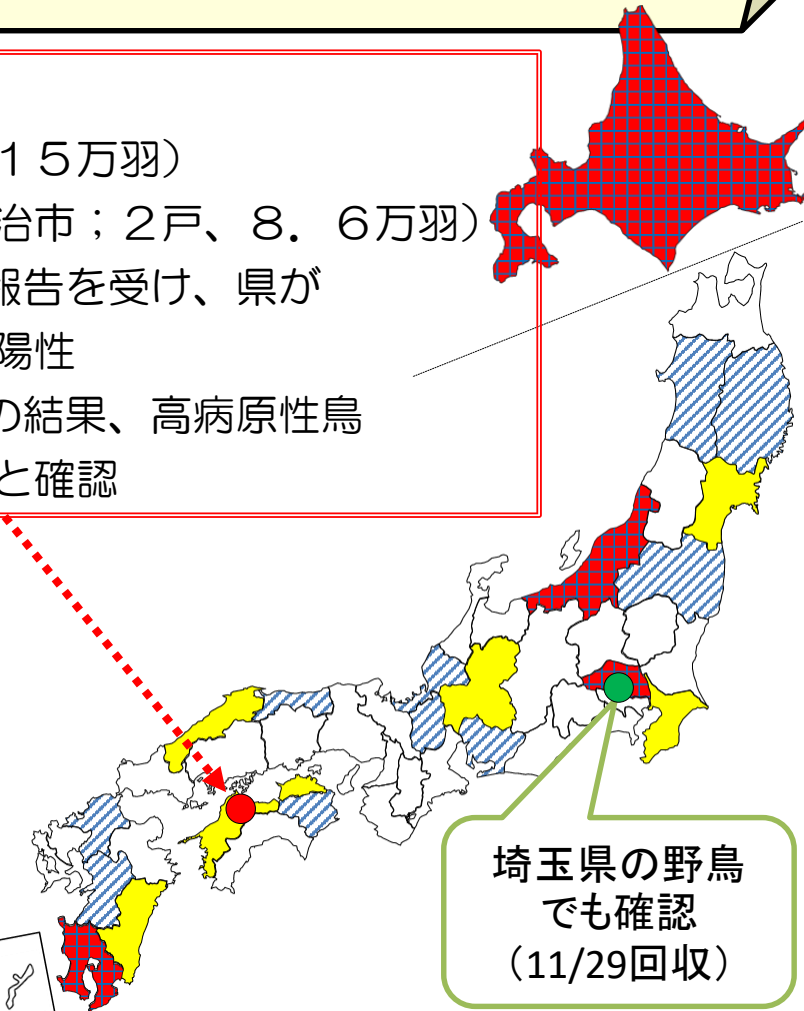 １５万羽）
治市；２戸、８．６万羽）
報告を受け、県が
陽性
の結果、高病原性鳥
と確認
埼玉県の野鳥
でも確認
（11/29回収）